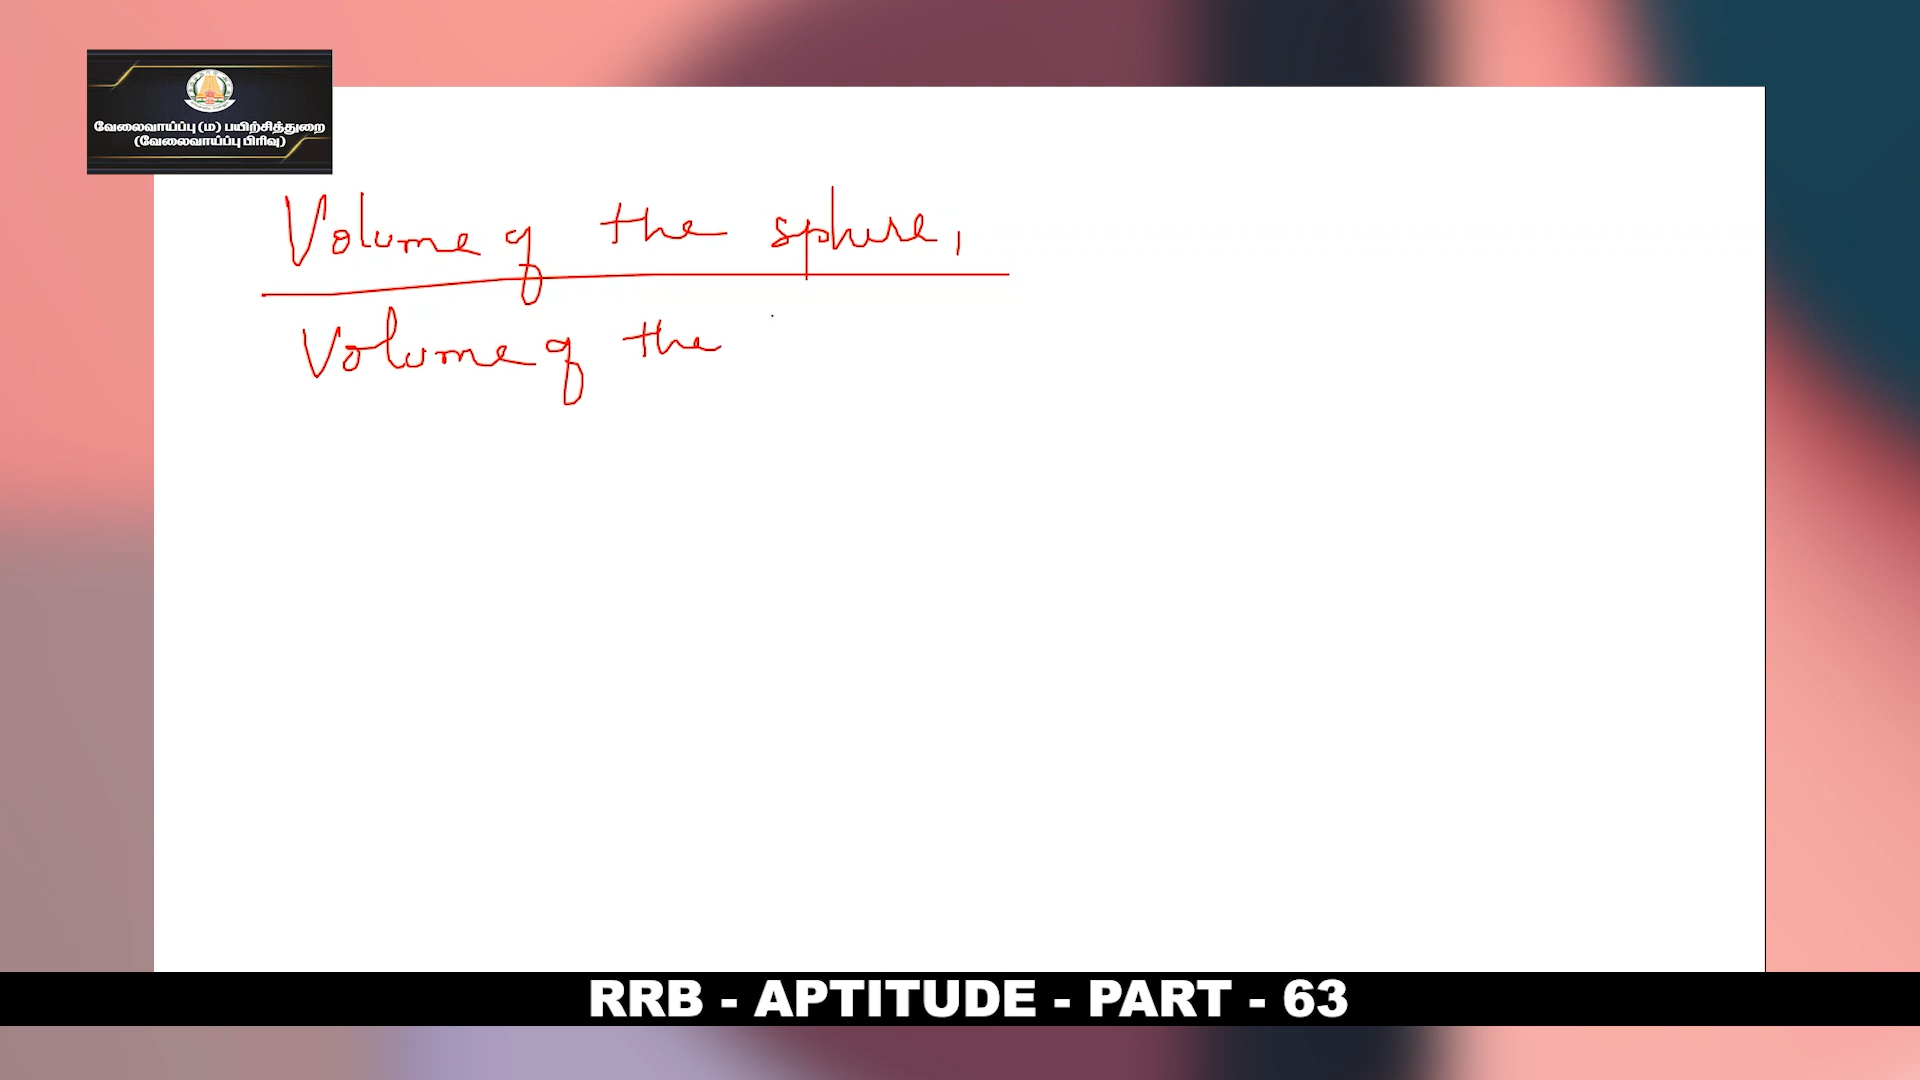 வேலைவாய்ப்பு (ம) பயிற்சித்துறை
(வேலைவாய்ப்பு பிரிவு)
Volume of the sphere,
Volume of the
RRB - APTITUDE - PART - 63